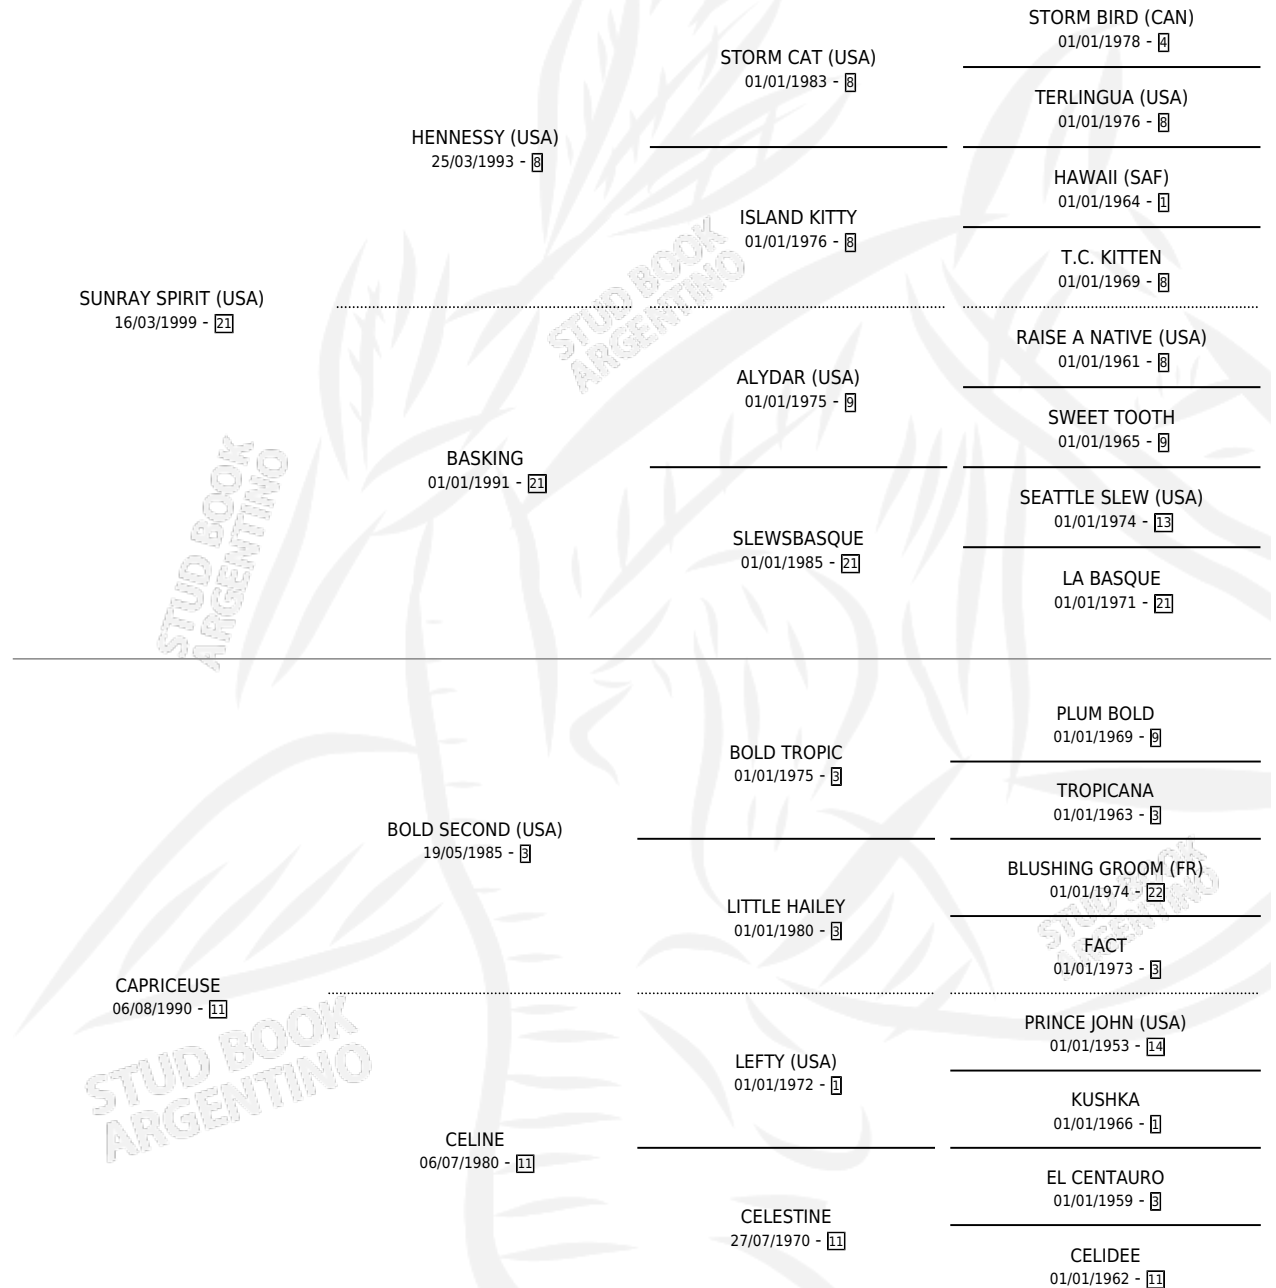 STORM BIRD (CAN)
01/01/1978 - 4
STORM CAT (USA)
01/01/1983 - 8
TERLINGUA (USA)
01/01/1976 - 8
HENNESSY (USA)
25/03/1993 - 8
HAWAII (SAF)
01/01/1964 - 1
ISLAND KITTY
01/01/1976 - 8
T.C. KITTEN
01/01/1969 - 8
SUNRAY SPIRIT (USA)
16/03/1999 - 21
RAISE A NATIVE (USA)
01/01/1961 - 8
ALYDAR (USA)
01/01/1975 - 9
SWEET TOOTH
01/01/1965 - 9
BASKING
01/01/1991 - 21
SEATTLE SLEW (USA)
01/01/1974 - 13
SLEWSBASQUE
01/01/1985 - 21
LA BASQUE
01/01/1971 - 21
PLUM BOLD
01/01/1969 - 9
BOLD TROPIC
01/01/1975 - 3
TROPICANA
01/01/1963 - 3
BOLD SECOND (USA)
19/05/1985 - 3
BLUSHING GROOM (FR)
01/01/1974 - 22
LITTLE HAILEY
01/01/1980 - 3
FACT
01/01/1973 - 3
CAPRICEUSE
06/08/1990 - 11
PRINCE JOHN (USA)
01/01/1953 - 14
LEFTY (USA)
01/01/1972 - 1
KUSHKA
01/01/1966 - 1
CELINE
06/07/1980 - 11
EL CENTAURO
01/01/1959 - 3
CELESTINE
27/07/1970 - 11
CELIDEE
01/01/1962 - 11
STUD BOOK
ARGENTINO
STUD BOOK
ARGENTINO
STUD BOOK
ARGENTINO
STUD BOOK
ARGENTINO